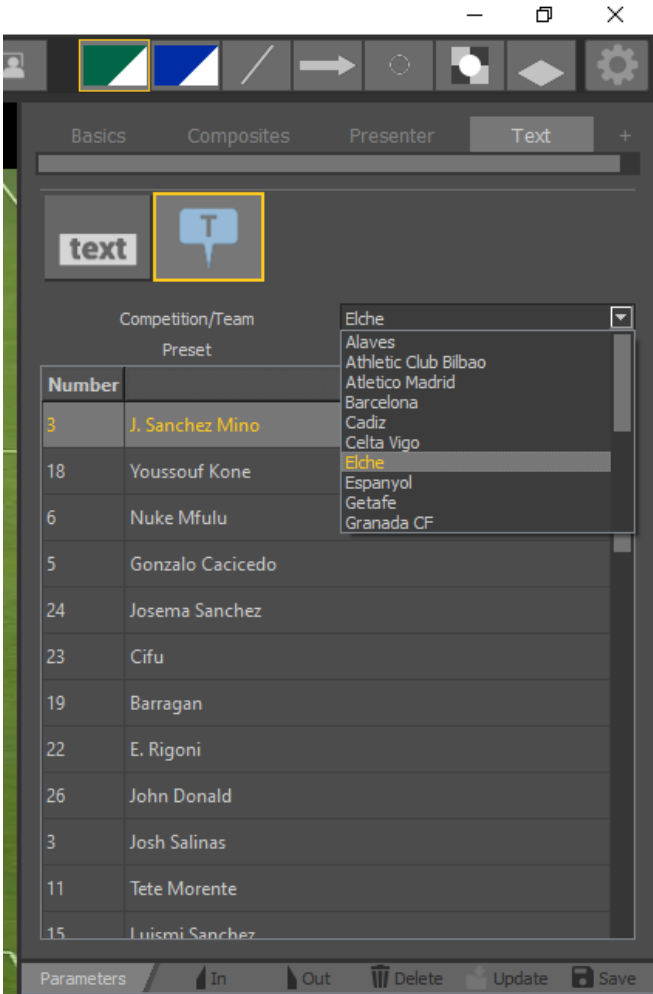 Basics Composites Presenter Text +
text T
Competition/Team Elche
Preset
Alaves
Athletic Club Bilbao
Atletico Madrid
Barcelona
Cadiz
Celta Vigo
Elche
Espanyol
Getafe
Granada CF
Number
3 J. Sanchez Mino
18 Youssouf Kone
6 Nuke Mfulu
5 Gonzalo Cacicedo
24 Josema Sanchez
23 Cifu
19 Barragan
22 E. Rigoni
26 John Donald
3 Josh Salinas
11 Tete Morente
15 Luismi Sanchez
Parameters In Out Delete Update Save